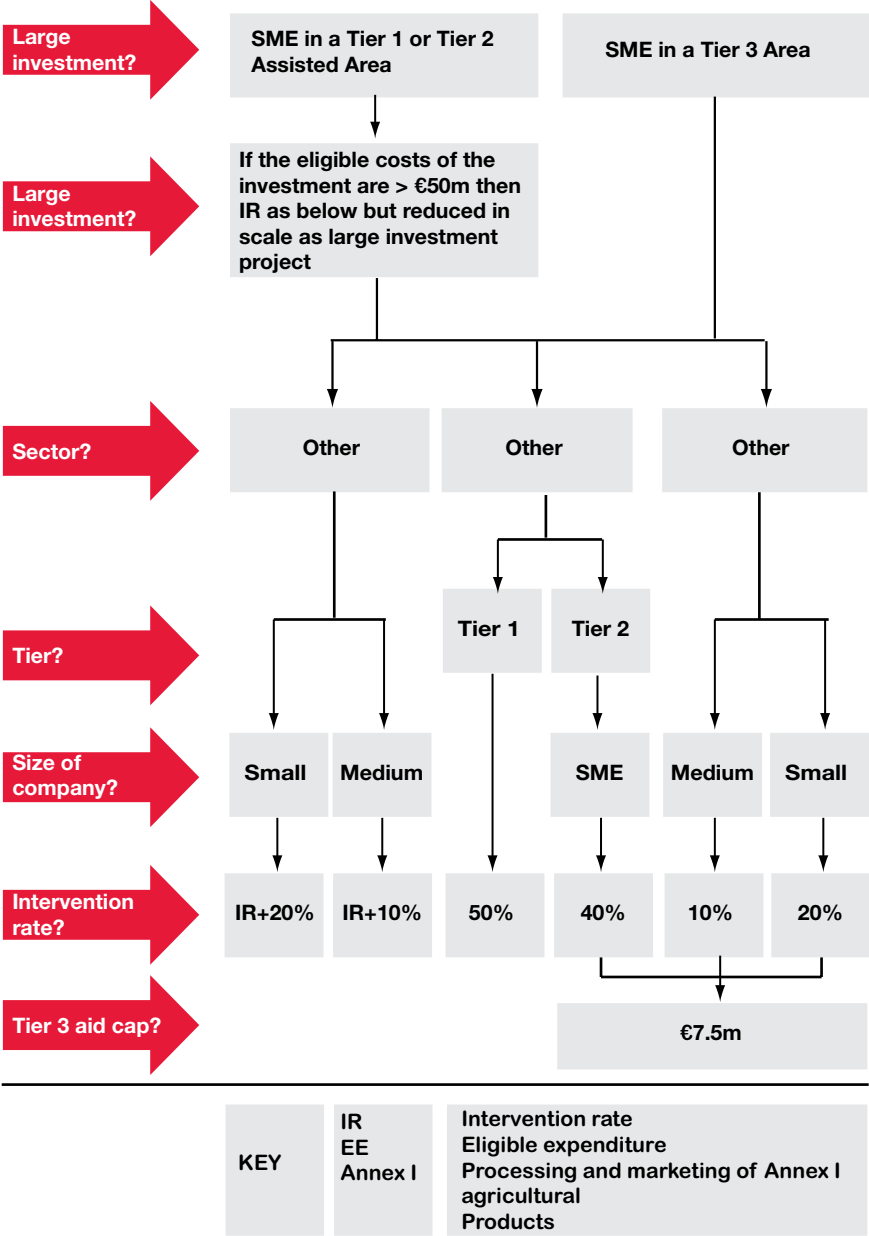 Large
investment?
SME in a Tier 1 or Tier 2
Assisted Area
SME in a Tier 3 Area
Large
investment?
If the eligible costs of the
investment are > €50m then
IR as below but reduced in
scale as large investment
project
Sector?
Other
Other
Other
Tier?
Tier 1
Tier 2
Size of
company?
Small
Medium
SME
Medium
Small
Intervention
rate?
IR+20%
IR+10%
50%
40%
10%
20%
Tier 3 aid cap?
€7.5m
KEY
IR
EE
Annex I
Intervention rate
Eligible expenditure
Processing and marketing of Annex I
agricultural
Products